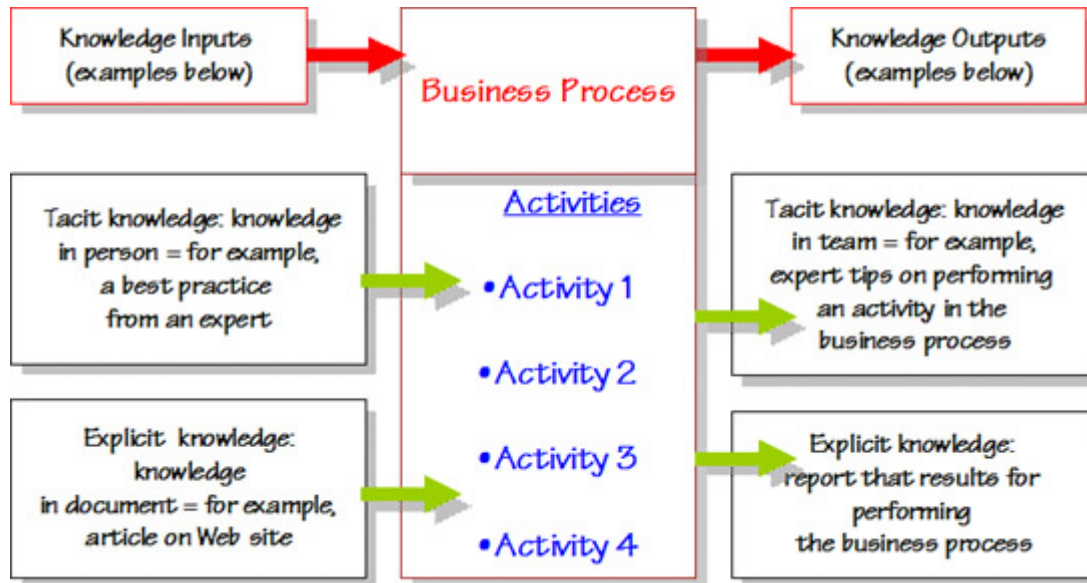 Knowledge Inputs
(examples below)
Business Process
Knowledge Outputs
(examples below)
Tacit knowledge: knowledge
in person = for example,
a best practice
from an expert
Explicit knowledge:
knowledge
in document = for example,
article on Web site
Activities
•Activity 1
•Activity 2
•Activity 3
•Activity 4
Tacit knowledge: knowledge
in team = for example,
expert tips on performing
an activity in the
business process
Explicit knowledge:
report that results for
performing
the business process